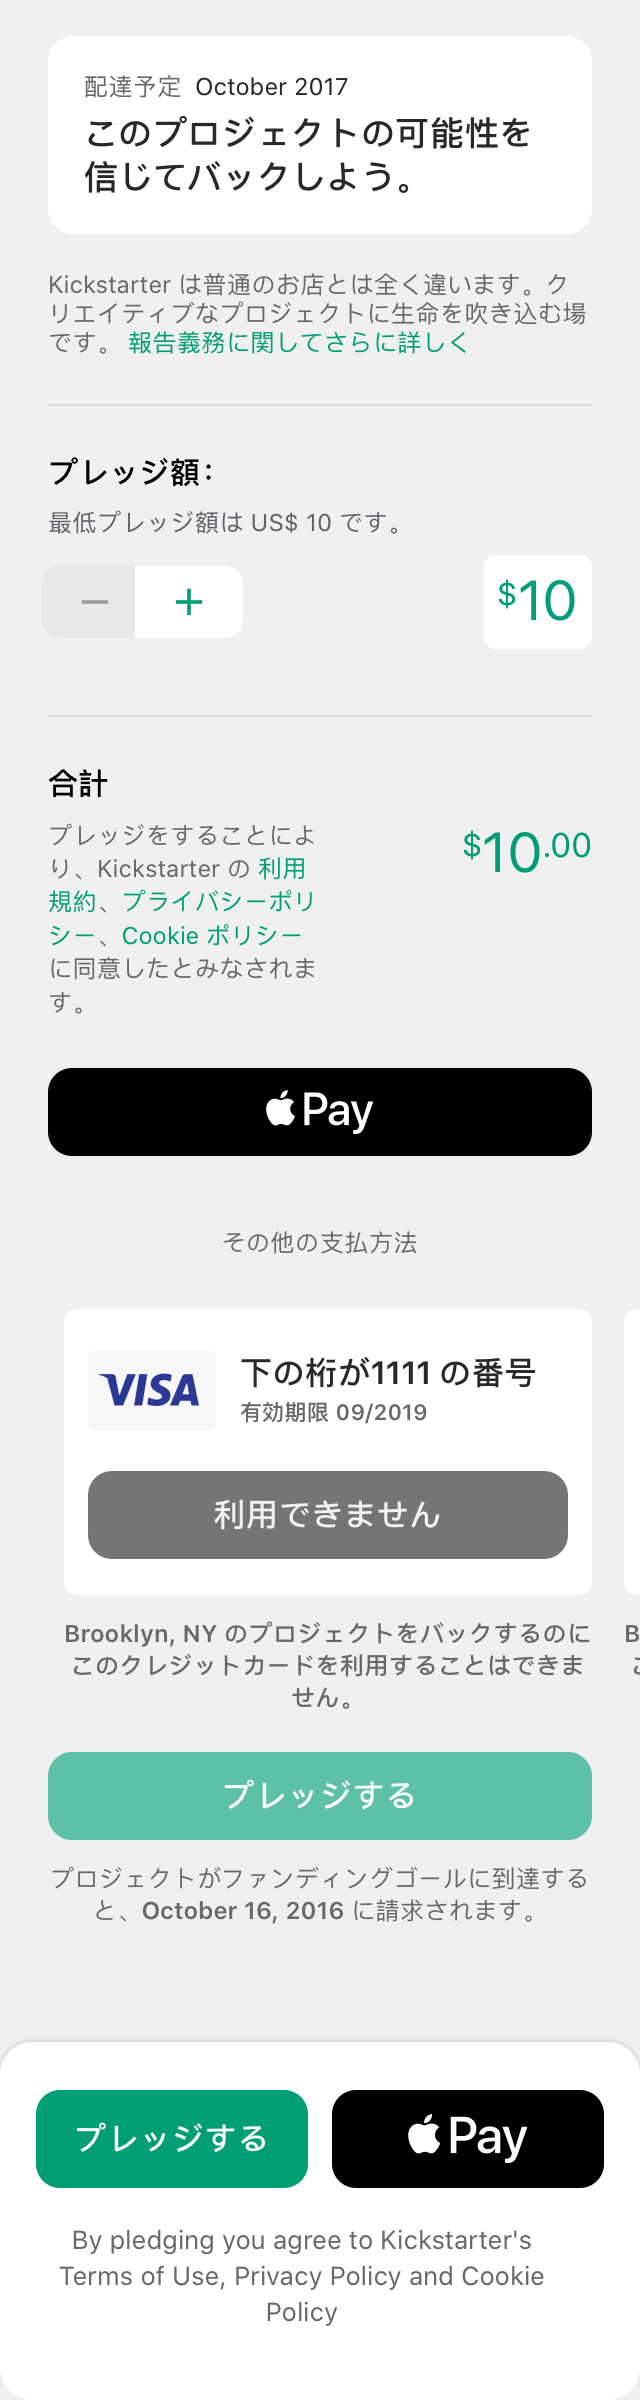 配達予定 October 2017
このプロジェクトの可能性を
信じてバックしよう。
Kickstarter は普通のお店とは全く違います。ク
リエイティブなプロジェクトに生命を吹き込む場
です。 報告義務に関してさらに詳しく
プレッジ額:
最低プレッジ額は US$ 10 です。
− +
$10
合計
プレッジをすることによ
り、Kickstarter の 利用
規約、プライバシーポリ
シー、Cookie ポリシー
に同意したとみなされま
す。
$10.00
Pay
その他の支払方法
VISA
下の桁が1111 の番号
有効期限 09/2019
利用できません
Brooklyn, NY のプロジェクトをバックするのに
このクレジットカードを利用することはできま
せん。
プレッジする
プロジェクトがファンディングゴールに到達する
と、October 16, 2016 に請求されます。
プレッジする
Pay
By pledging you agree to Kickstarter's
Terms of Use, Privacy Policy and Cookie
Policy